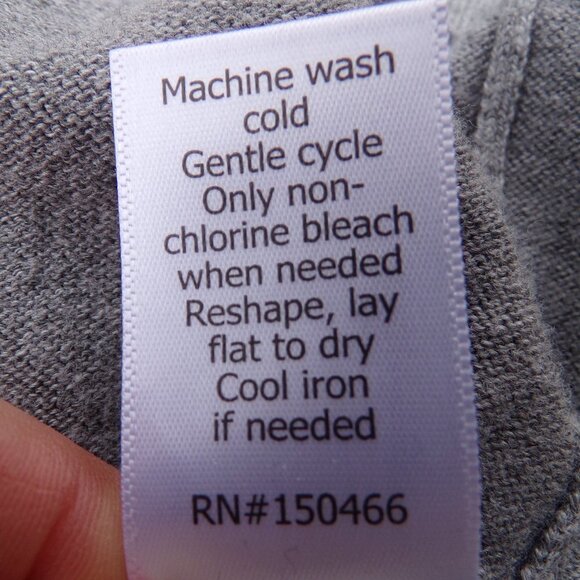 Machine wash
cold
Gentle cycle
Only non-
chlorine bleach
when needed
Reshape, lay
flat to dry
Cool iron
if needed
RN#150466